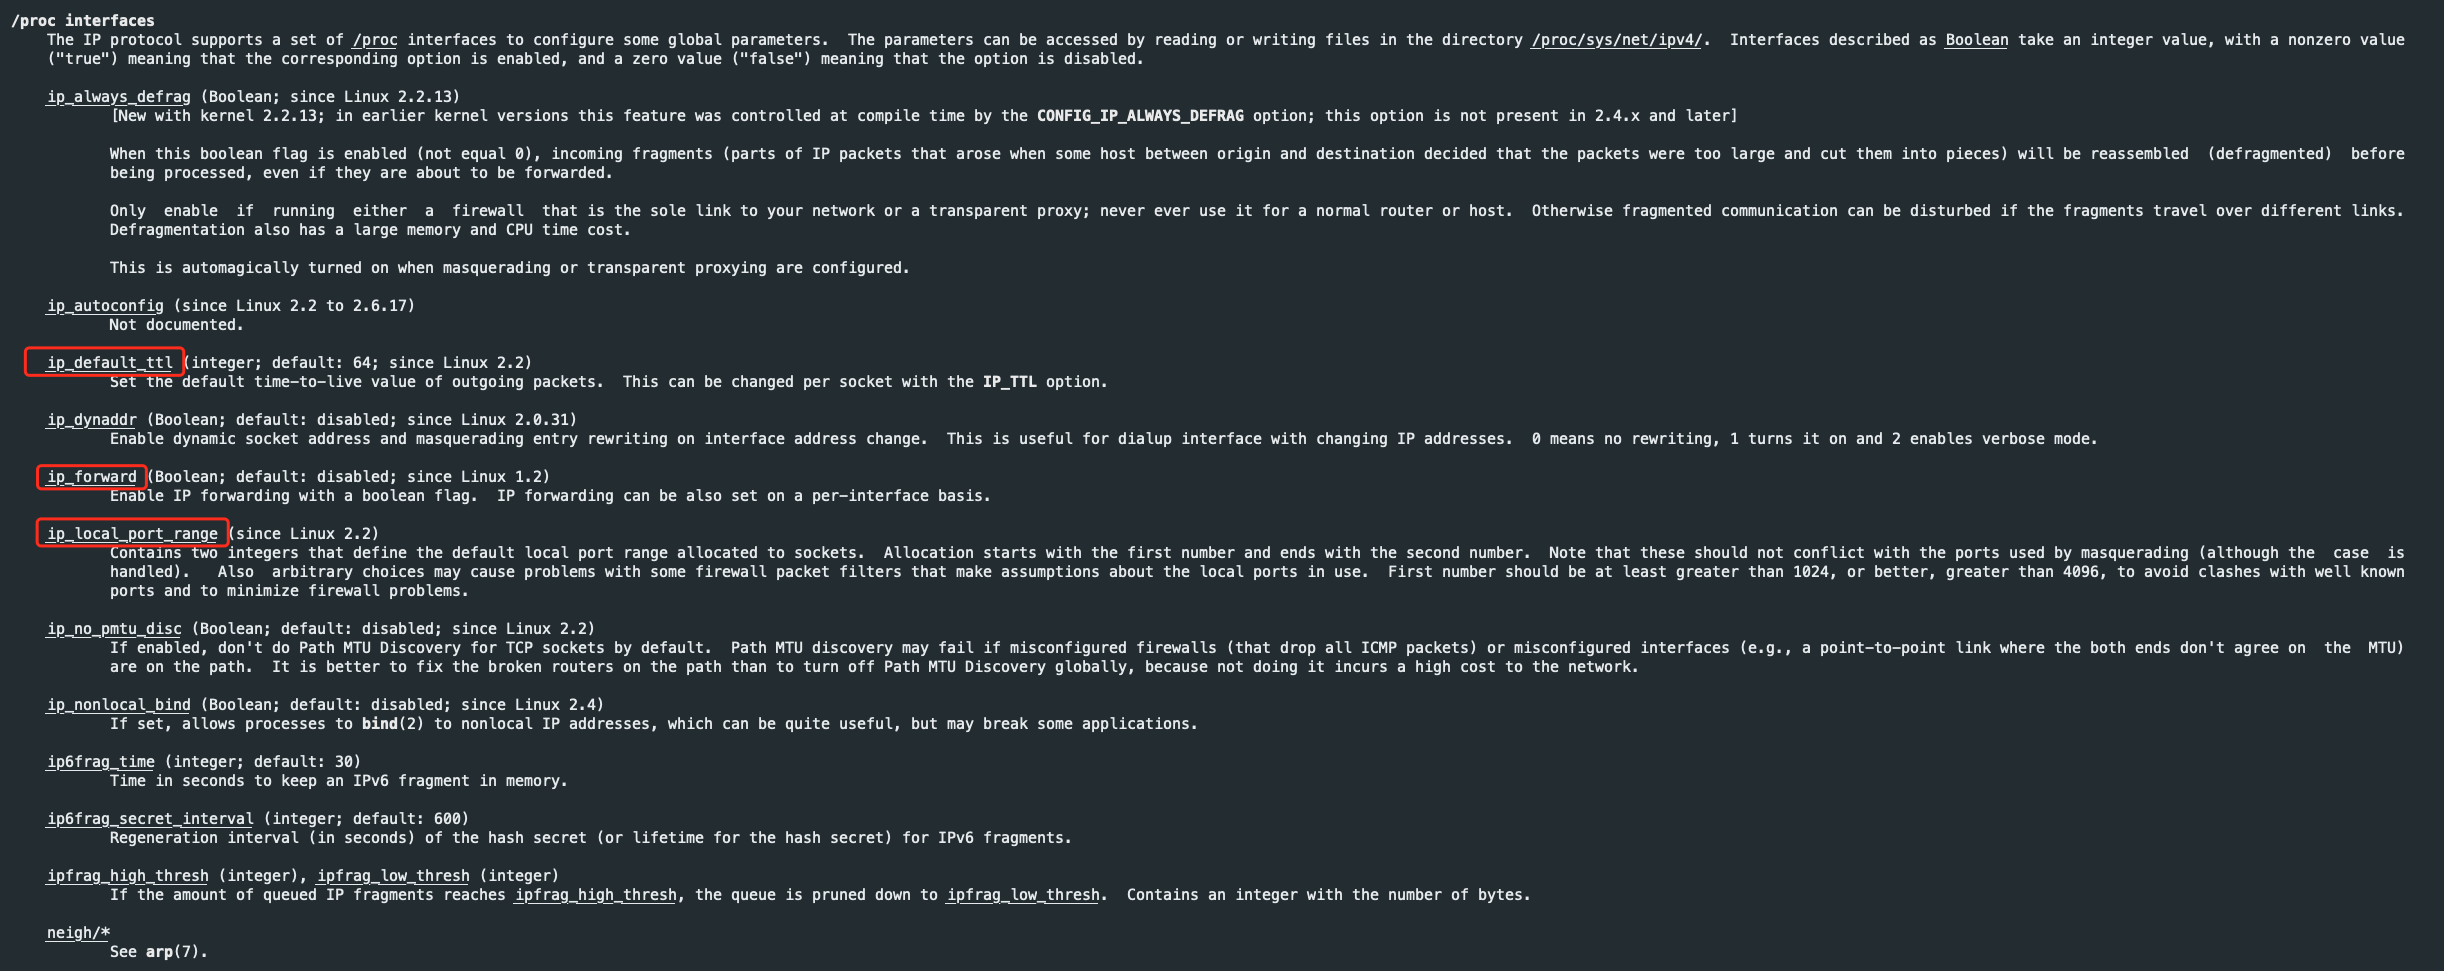 /proc interfaces
The IP protocol supports a set of /proc interfaces to configure some global parameters.  The parameters can be accessed by reading or writing files in the directory /proc/sys/net/ipv4/.  Interfaces described as Boolean take an integer value, with a nonzero value
("true") meaning that the corresponding option is enabled, and a zero value ("false") meaning that the option is disabled.
ip_always_defrag (Boolean; since Linux 2.2.13)
[New with kernel 2.2.13; in earlier kernel versions this feature was controlled at compile time by the CONFIG_IP_ALWAYS_DEFRAG option; this option is not present in 2.4.x and later]
When this boolean flag is enabled (not equal 0), incoming fragments (parts of IP packets that arose when some host between origin and destination decided that the packets were too large and cut them into pieces) will be reassembled  (defragmented)  before
being processed, even if they are about to be forwarded.
Only  enable  if  running  either  a  firewall  that is the sole link to your network or a transparent proxy; never ever use it for a normal router or host.  Otherwise fragmented communication can be disturbed if the fragments travel over different links.
Defragmentation also has a large memory and CPU time cost.
This is automagically turned on when masquerading or transparent proxying are configured.
ip_autoconfig (since Linux 2.2 to 2.6.17)
Not documented.
ip_default_ttl (integer; default: 64; since Linux 2.2)
Set the default time-to-live value of outgoing packets.  This can be changed per socket with the IP_TTL option.
ip_dynaddr (Boolean; default: disabled; since Linux 2.0.31)
Enable dynamic socket address and masquerading entry rewriting on interface address change.  This is useful for dialup interface with changing IP addresses.  0 means no rewriting, 1 turns it on and 2 enables verbose mode.
ip_forward (Boolean; default: disabled; since Linux 1.2)
Enable IP forwarding with a boolean flag.  IP forwarding can be also set on a per-interface basis.
ip_local_port_range (since Linux 2.2)
Contains two integers that define the default local port range allocated to sockets.  Allocation starts with the first number and ends with the second number.  Note that these should not conflict with the ports used by masquerading (although the  case  is
handled).   Also  arbitrary choices may cause problems with some firewall packet filters that make assumptions about the local ports in use.  First number should be at least greater than 1024, or better, greater than 4096, to avoid clashes with well known
ports and to minimize firewall problems.
ip_no_pmtu_disc (Boolean; default: disabled; since Linux 2.2)
If enabled, don't do Path MTU Discovery for TCP sockets by default.  Path MTU discovery may fail if misconfigured firewalls (that drop all ICMP packets) or misconfigured interfaces (e.g., a point-to-point link where the both ends don't agree on  the  MTU)
are on the path.  It is better to fix the broken routers on the path than to turn off Path MTU Discovery globally, because not doing it incurs a high cost to the network.
ip_nonlocal_bind (Boolean; default: disabled; since Linux 2.4)
If set, allows processes to bind(2) to nonlocal IP addresses, which can be quite useful, but may break some applications.
ip6frag_time (integer; default: 30)
Time in seconds to keep an IPv6 fragment in memory.
ip6frag_secret_interval (integer; default: 600)
Regeneration interval (in seconds) of the hash secret (or lifetime for the hash secret) for IPv6 fragments.
ipfrag_high_thresh (integer), ipfrag_low_thresh (integer)
If the amount of queued IP fragments reaches ipfrag_high_thresh, the queue is pruned down to ipfrag_low_thresh.  Contains an integer with the number of bytes.
neigh/*
See arp(7).